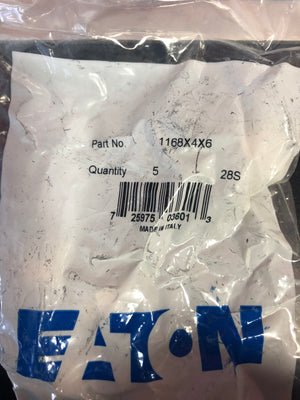 Part No. 1168X4X6
Quantity 5 28S
7 25975 03601 3
MADE IN ITALY
EATON